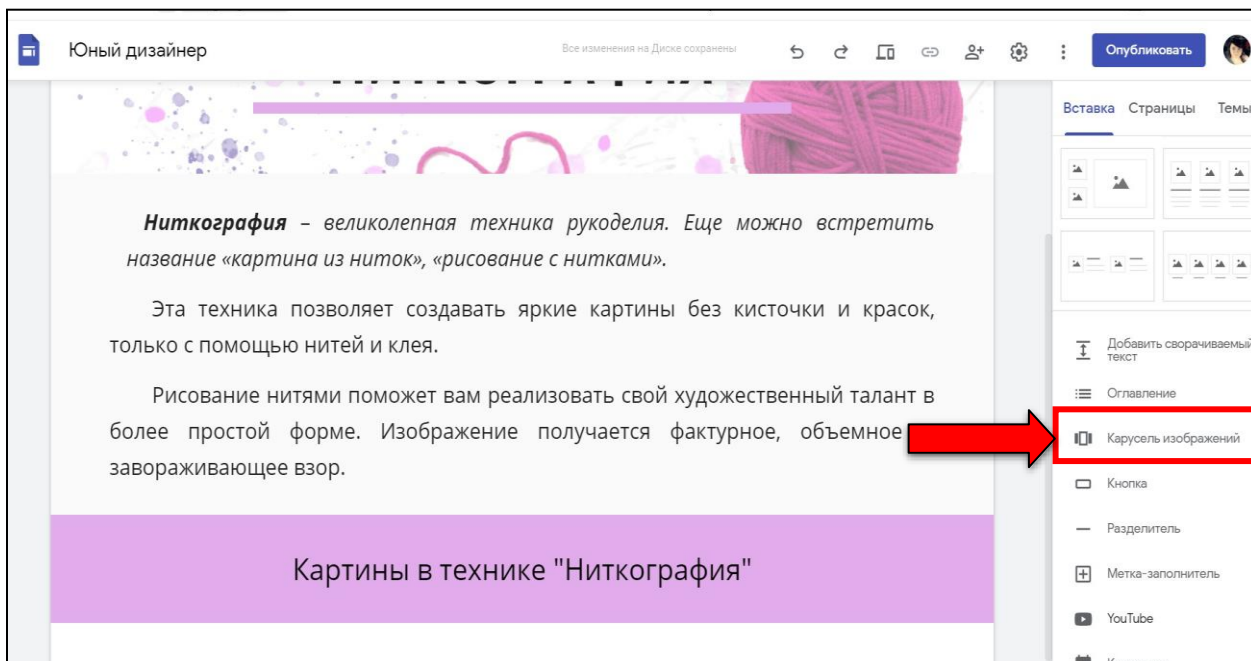 Юный дизайнер
Все изменения на Диске сохранены
Опубликовать
НИТКОГРАФИЯ
Ниткография – великолепная техника рукоделия. Еще можно встретить
название «картина из ниток», «рисование с нитками».
Эта техника позволяет создавать яркие картины без кисточки и красок,
только с помощью нитей и клея.
Рисование нитями поможет вам реализовать свой художественный талант в
более простой форме. Изображение получается фактурное, объемное
завораживающее взор.
Картины в технике "Ниткография"
Вставка Страницы Темы
Добавить сворачиваемый
текст
Оглавление
Карусель изображений
Кнопка
Разделитель
Метка-заполнитель
YouTube